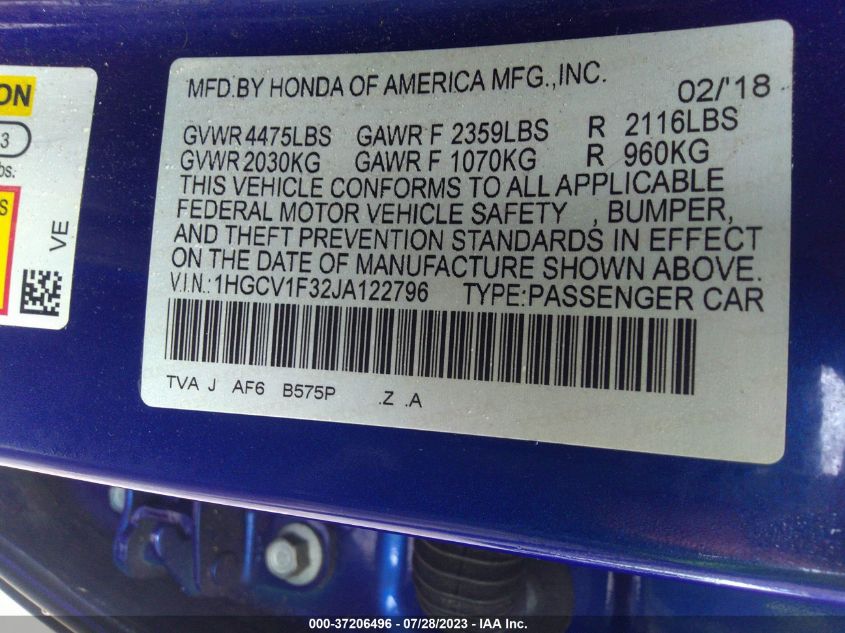 ON
3
bs.
S
VE
MFD.BY HONDA OF AMERICA MFG.,INC. 02/'18
GVWR 4475LBS GAWR F 2359LBS R 2116LBS
GVWR 2030KG GAWR F 1070KG R 960KG
THIS VEHICLE CONFORMS TO ALL APPLICABLE
FEDERAL MOTOR VEHICLE SAFETY , BUMPER,
AND THEFT PREVENTION STANDARDS IN EFFECT
ON THE DATE OF MANUFACTURE SHOWN ABOVE.
V.I.N.:1HGCV1F32JA122796 TYPE:PASSENGER CAR
TVA J AF6 B575P .Z .A
000-37206496 - 07/28/2023 - IAA Inc.